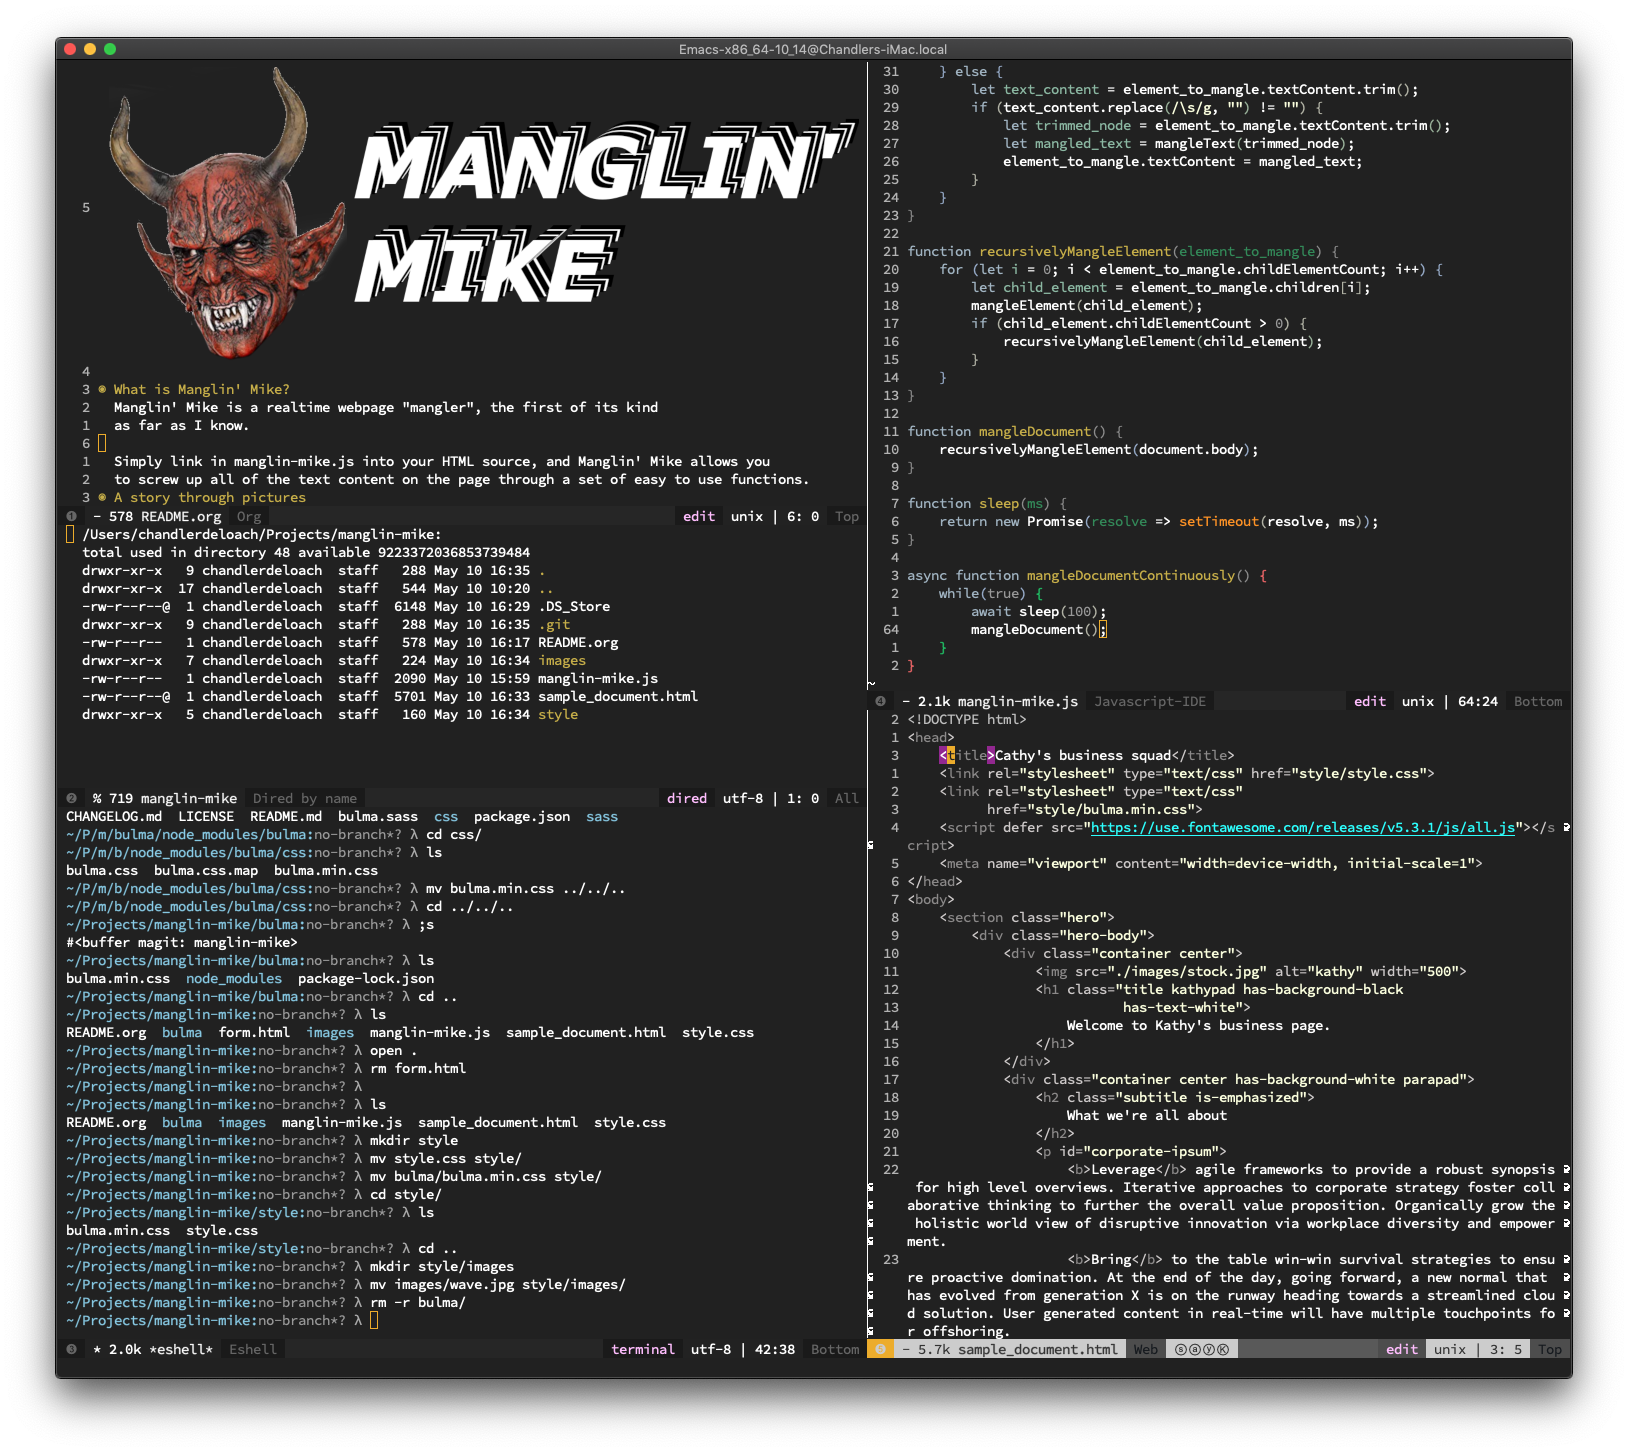 Emacs-x86_64-10_14@Chandlers-iMac.local
MANGLIN'
MIKE
5
4
3 What is Manglin' Mike?
2 Manglin' Mike is a realtime webpage "mangler", the first of its kind
1 as far as I know.
6
1 Simply link in manglin-mike.js into your HTML source, and Manglin' Mike allows you
2 to screw up all of the text content on the page through a set of easy to use functions.
3 A story through pictures
❶ - 578 README.org Org edit unix | 6: 0 Top
/Users/chandlerdeloach/Projects/manglin-mike:
total used in directory 48 available 9223372036853739484
drwxr-xr-x 9 chandlerdeloach staff 288 May 10 16:35 .
drwxr-xr-x 17 chandlerdeloach staff 544 May 10 10:20 ..
-rw-r--r--@ 1 chandlerdeloach staff 6148 May 10 16:29 .DS_Store
drwxr-xr-x 9 chandlerdeloach staff 288 May 10 16:35 .git
-rw-r--r-- 1 chandlerdeloach staff 578 May 10 16:17 README.org
drwxr-xr-x 7 chandlerdeloach staff 224 May 10 16:34 images
-rw-r--r-- 1 chandlerdeloach staff 2090 May 10 15:59 manglin-mike.js
-rw-r--r--@ 1 chandlerdeloach staff 5701 May 10 16:33 sample_document.html
drwxr-xr-x 5 chandlerdeloach staff 160 May 10 16:34 style
❷ % 719 manglin-mike Dired by name dired utf-8 | 1: 0 All
CHANGELOG.md LICENSE README.md bulma.sass css package.json sass
~/P/m/bulma/node_modules/bulma:no-branch*? λ cd css/
~/P/m/b/node_modules/bulma/css:no-branch*? λ ls
bulma.css bulma.css.map bulma.min.css
~/P/m/b/node_modules/bulma/css:no-branch*? λ mv bulma.min.css ../../..
~/P/m/b/node_modules/bulma/css:no-branch*? λ cd ../../..
~/Projects/manglin-mike/bulma:no-branch*? λ ;s
#<buffer magit: manglin-mike>
~/Projects/manglin-mike/bulma:no-branch*? λ ls
bulma.min.css node_modules package-lock.json
~/Projects/manglin-mike/bulma:no-branch*? λ cd ..
~/Projects/manglin-mike:no-branch*? λ ls
README.org bulma form.html images manglin-mike.js sample_document.html style.css
~/Projects/manglin-mike:no-branch*? λ open .
~/Projects/manglin-mike:no-branch*? λ rm form.html
~/Projects/manglin-mike:no-branch*? λ
~/Projects/manglin-mike:no-branch*? λ ls
README.org bulma images manglin-mike.js sample_document.html style.css
~/Projects/manglin-mike:no-branch*? λ mkdir style
~/Projects/manglin-mike:no-branch*? λ mv style.css style/
~/Projects/manglin-mike:no-branch*? λ mv bulma/bulma.min.css style/
~/Projects/manglin-mike:no-branch*? λ cd style/
~/Projects/manglin-mike/style:no-branch*? λ ls
bulma.min.css style.css
~/Projects/manglin-mike/style:no-branch*? λ cd ..
~/Projects/manglin-mike:no-branch*? λ mkdir style/images
~/Projects/manglin-mike:no-branch*? λ mv images/wave.jpg style/images/
~/Projects/manglin-mike:no-branch*? λ rm -r bulma/
~/Projects/manglin-mike:no-branch*? λ
❸ * 2.0k *eshell* Eshell terminal utf-8 | 42:38 Bottom
31 } else {
30 let text_content = element_to_mangle.textContent.trim();
29 if (text_content.replace(/\s/g, "") != "") {
28 let trimmed_node = element_to_mangle.textContent.trim();
27 let mangled_text = mangleText(trimmed_node);
26 element_to_mangle.textContent = mangled_text;
25 }
24 }
23 }
22
21 function recursivelyMangleElement(element_to_mangle) {
20 for (let i = 0; i < element_to_mangle.childElementCount; i++) {
19 let child_element = element_to_mangle.children[i];
18 mangleElement(child_element);
17 if (child_element.childElementCount > 0) {
16 recursivelyMangleElement(child_element);
15 }
14 }
13 }
12
11 function mangleDocument() {
10 recursivelyMangleElement(document.body);
9 }
8
7 function sleep(ms) {
6 return new Promise(resolve => setTimeout(resolve, ms));
5 }
4
3 async function mangleDocumentContinuously() {
2 while(true) {
1 await sleep(100);
64 mangleDocument();
1 }
2 }
~
❹ - 2.1k manglin-mike.js Javascript-IDE edit unix | 64:24 Bottom
2 <!DOCTYPE html>
1 <head>
3 <title>Cathy's business squad</title>
1 <link rel="stylesheet" type="text/css" href="style/style.css">
2 <link rel="stylesheet" type="text/css"
3 href="style/bulma.min.css">
4 <script defer src="https://use.fontawesome.com/releases/v5.3.1/js/all.js"></s
cript>
5 <meta name="viewport" content="width=device-width, initial-scale=1">
6 </head>
7 <body>
8 <section class="hero">
9 <div class="hero-body">
10 <div class="container center">
11 <img src="./images/stock.jpg" alt="kathy" width="500">
12 <h1 class="title kathypad has-background-black
13 has-text-white">
14 Welcome to Kathy's business page.
15 </h1>
16 </div>
17 <div class="container center has-background-white parapad">
18 <h2 class="subtitle is-emphasized">
19 What we're all about
20 </h2>
21 <p id="corporate-ipsum">
22 <b>Leverage</b> agile frameworks to provide a robust synopsis
for high level overviews. Iterative approaches to corporate strategy foster coll
aborative thinking to further the overall value proposition. Organically grow the
holistic world view of disruptive innovation via workplace diversity and empower
ment.
23 <b>Bring</b> to the table win-win survival strategies to ensu
re proactive domination. At the end of the day, going forward, a new normal that
has evolved from generation X is on the runway heading towards a streamlined clou
d solution. User generated content in real-time will have multiple touchpoints fo
r offshoring.
❺ - 5.7k sample_document.html Web ⓢⓐⓨⓀ edit unix | 3: 5 Top